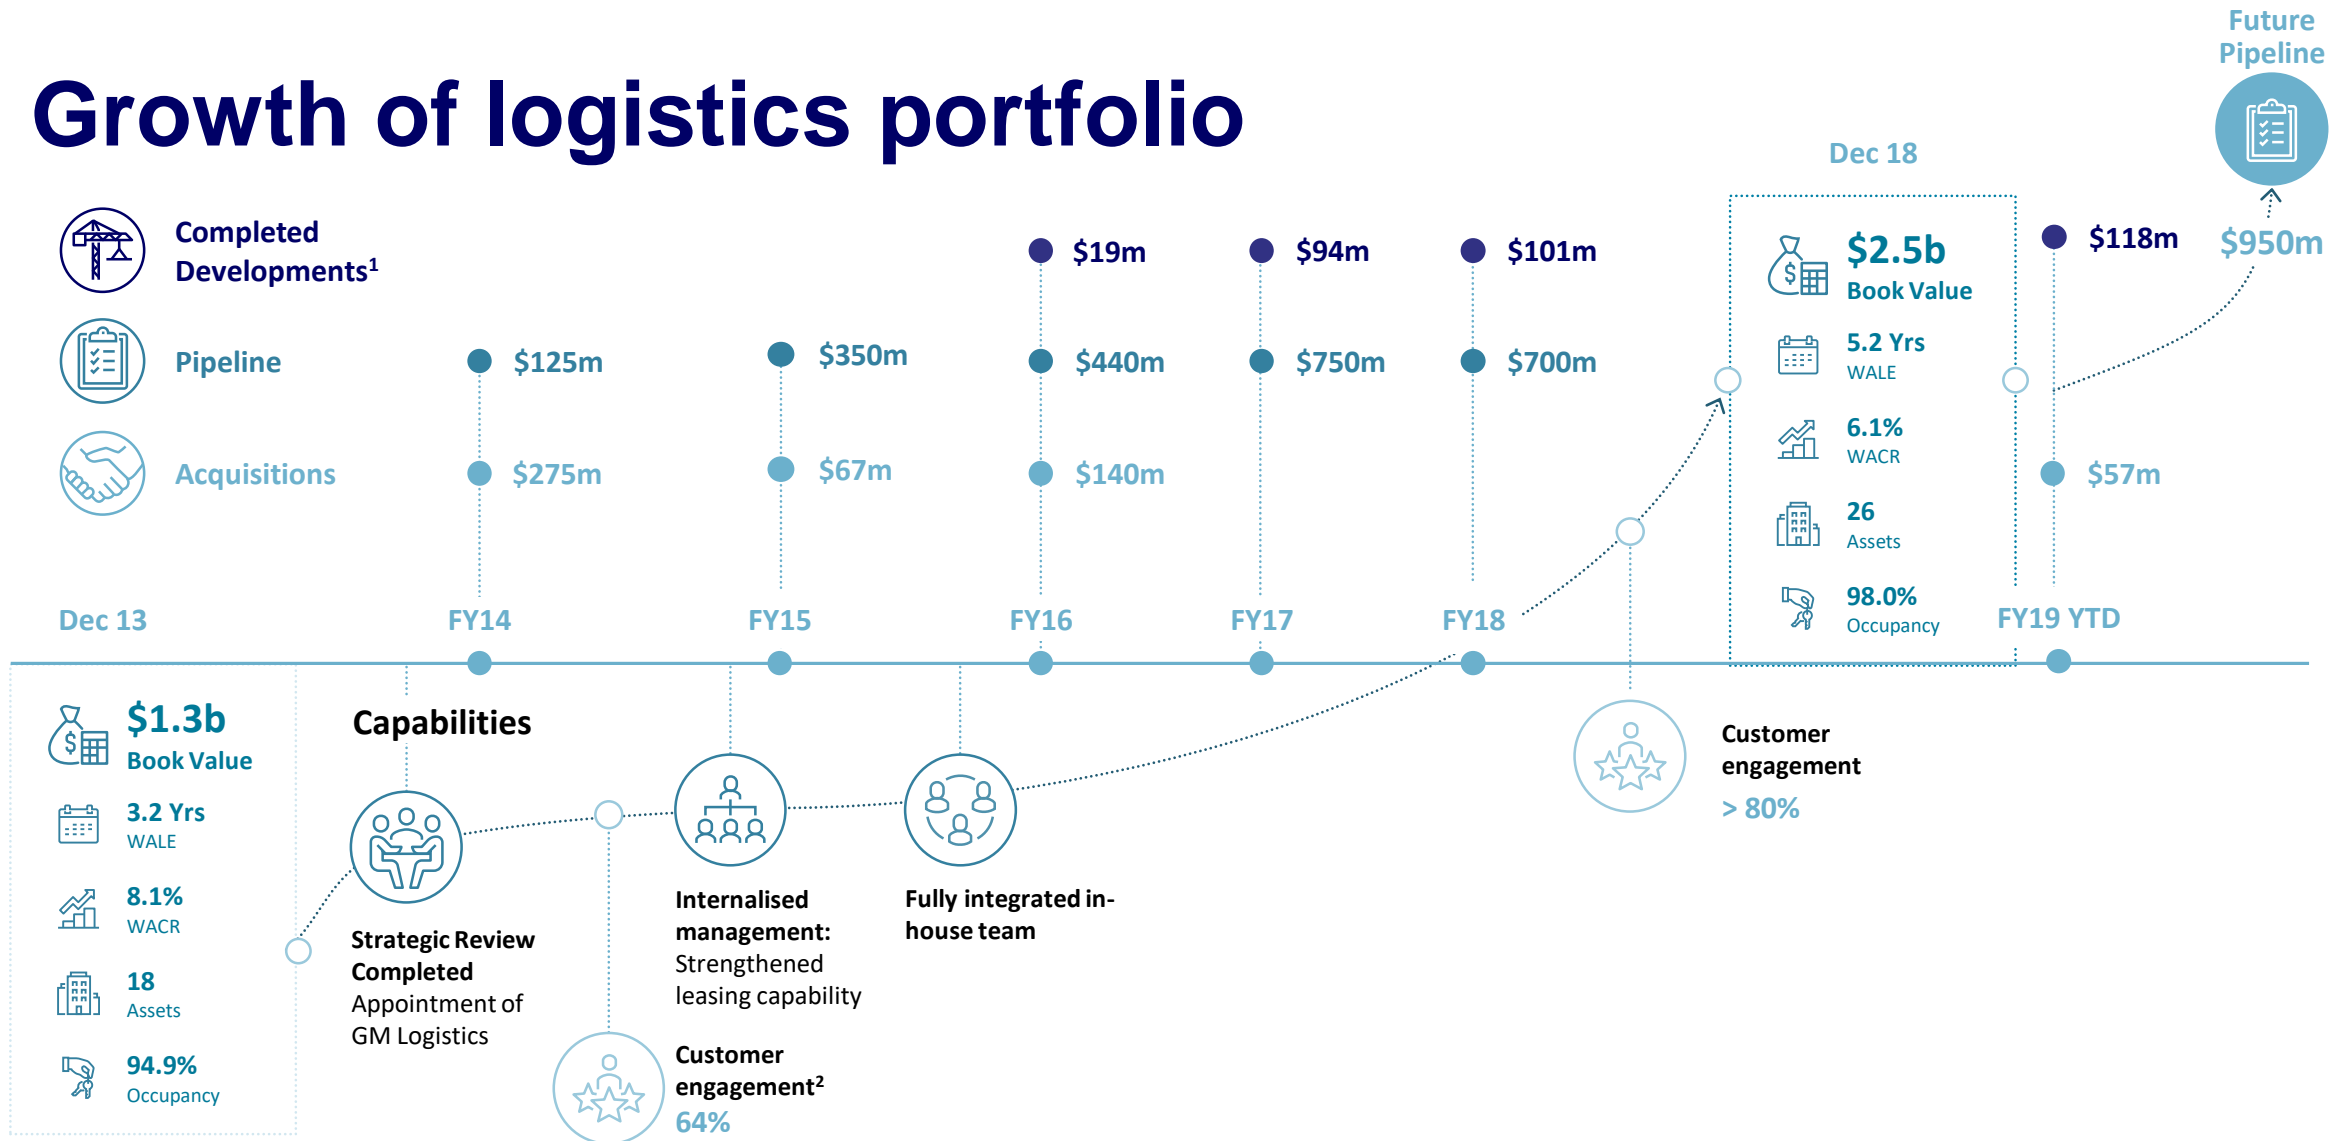 Future
Pipeline
Growth of logistics portfolio
Dec 18
Completed
Developments¹
$19m
$94m
$101m
$118m
$950m
Pipeline
$125m
$350m
$440m
$750m
$700m
Acquisitions
$275m
$67m
$140m
$57m
$2.5b
Book Value
5.2 Yrs
WALE
6.1%
WACR
26
Assets
98.0%
Occupancy
Dec 13
FY14
FY15
FY16
FY17
FY18
FY19 YTD
$1.3b
Book Value
3.2 Yrs
WALE
8.1%
WACR
18
Assets
94.9%
Occupancy
Capabilities
Strategic Review
Completed
Appointment of
GM Logistics
Customer
engagement²
64%
Internalised
management:
Strengthened
leasing capability
Fully integrated in-
house team
Customer
engagement
> 80%